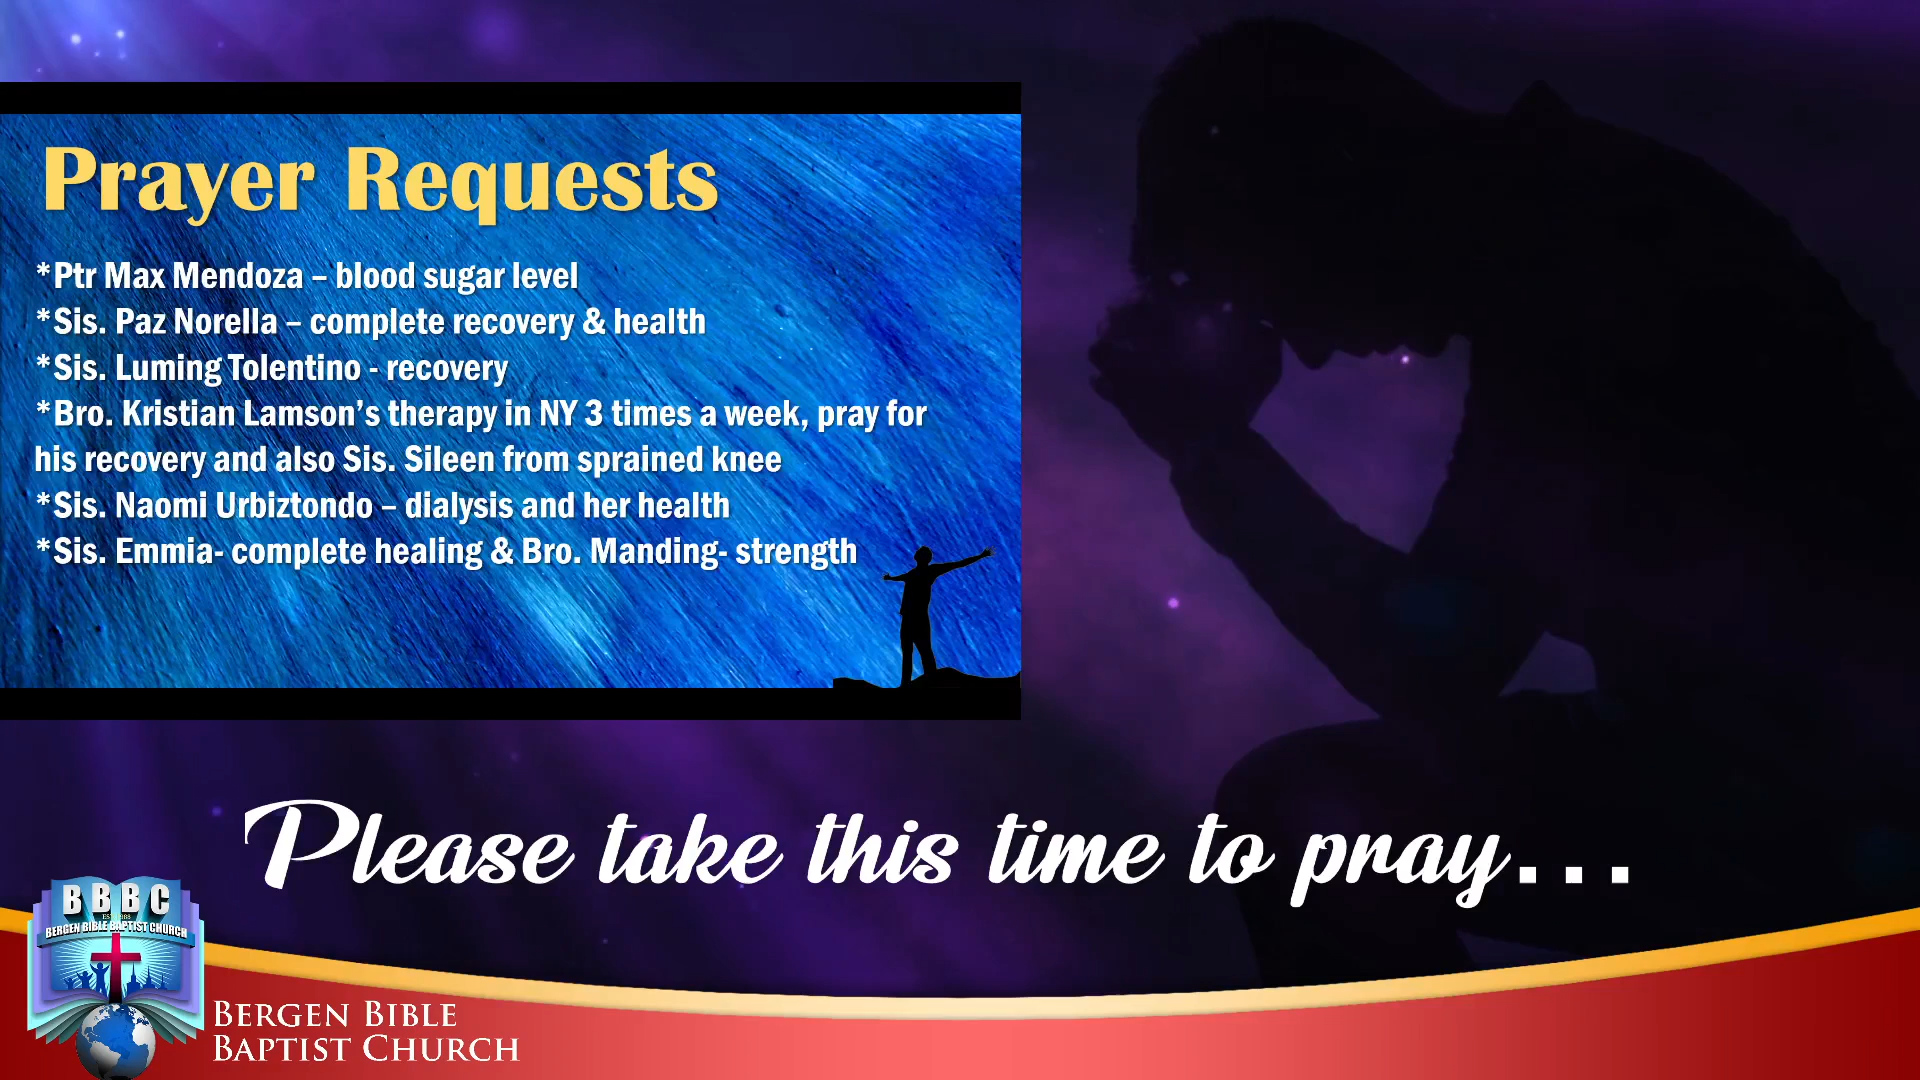 Prayer Requests
*Ptr Max Mendoza – blood sugar level
*Sis. Paz Norella – complete recovery & health
*Sis. Luming Tolentino - recovery
*Bro. Kristian Lamson’s therapy in NY 3 times a week, pray for
his recovery and also Sis. Sileen from sprained knee
*Sis. Naomi Urbiztondo – dialysis and her health
*Sis. Emmia- complete healing & Bro. Manding- strength
Please take this time to pray...
BBBC
BERGEN BIBLE BAPTIST CHURCH
BERGEN BIBLE
BAPTIST CHURCH